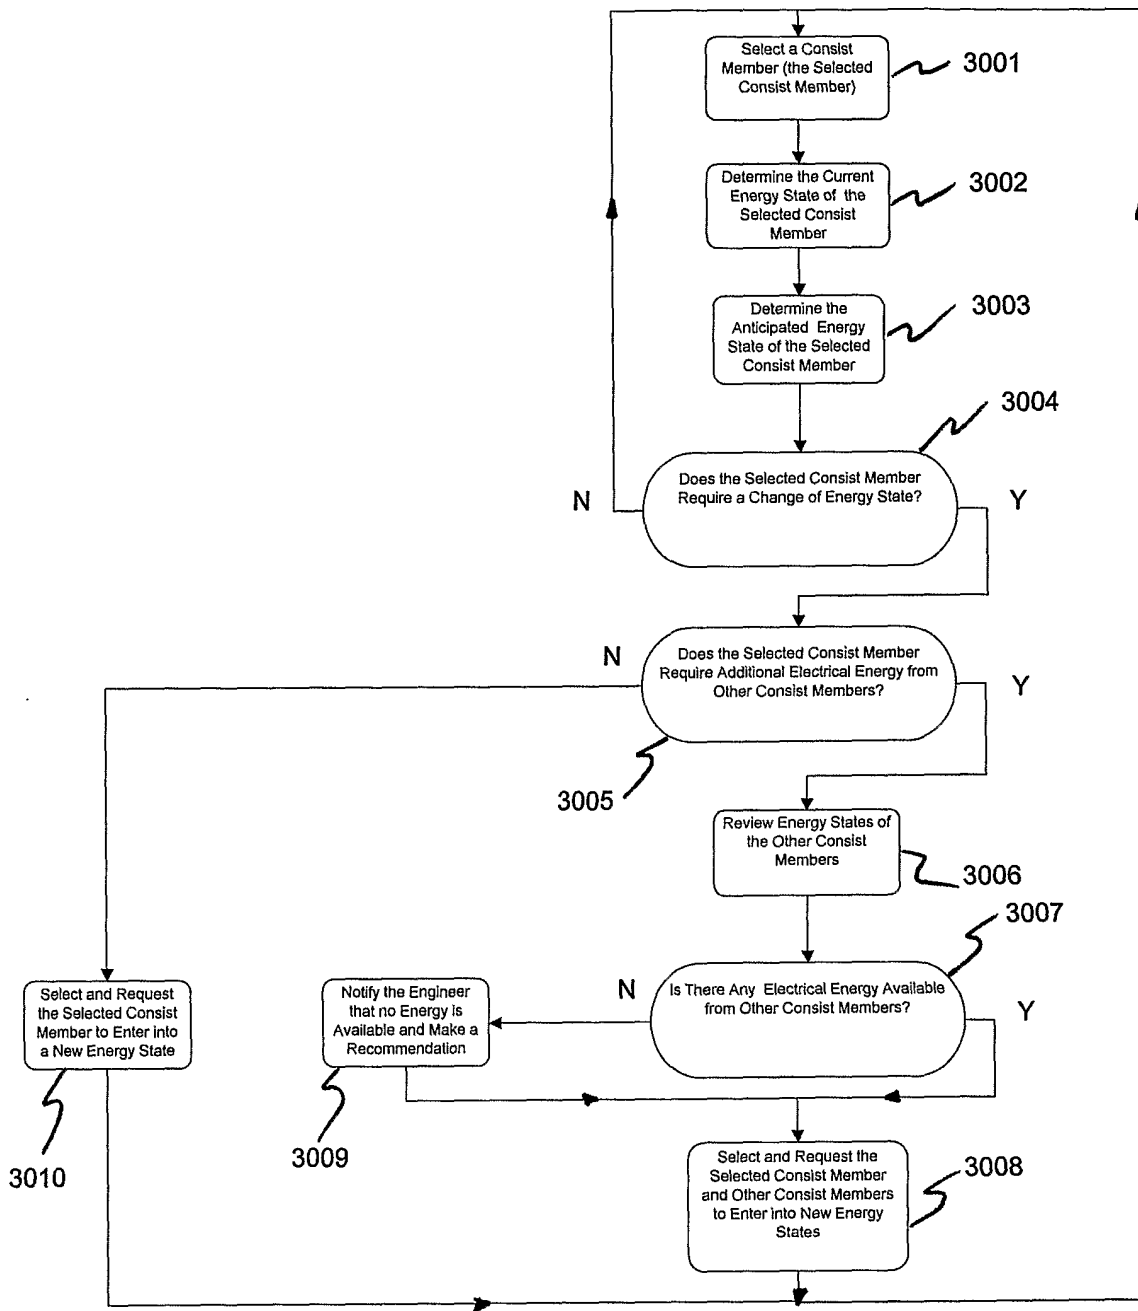 Select a Consist
Member (the Selected
Consist Member)
3001
Determine the Current
Energy State of the
Selected Consist
Member
3002
Determine the
Anticipated Energy
State of the Selected
Consist Member
3003
3004
Does the Selected Consist Member
Require a Change of Energy State?
N
Y
Does the Selected Consist Member
Require Additional Electrical Energy from
Other Consist Members?
N
Y
3005
Review Energy States of
the Other Consist
Members
3006
3007
Is There Any Electrical Energy Available
from Other Consist Members?
N
Y
Select and Request
the Selected Consist
Member to Enter into
a New Energy State
3010
Notify the Engineer
that no Energy is
Available and Make a
Recommendation
3009
Select and Request the
Selected Consist Member
and Other Consist Members
to Enter into New Energy
States
3008